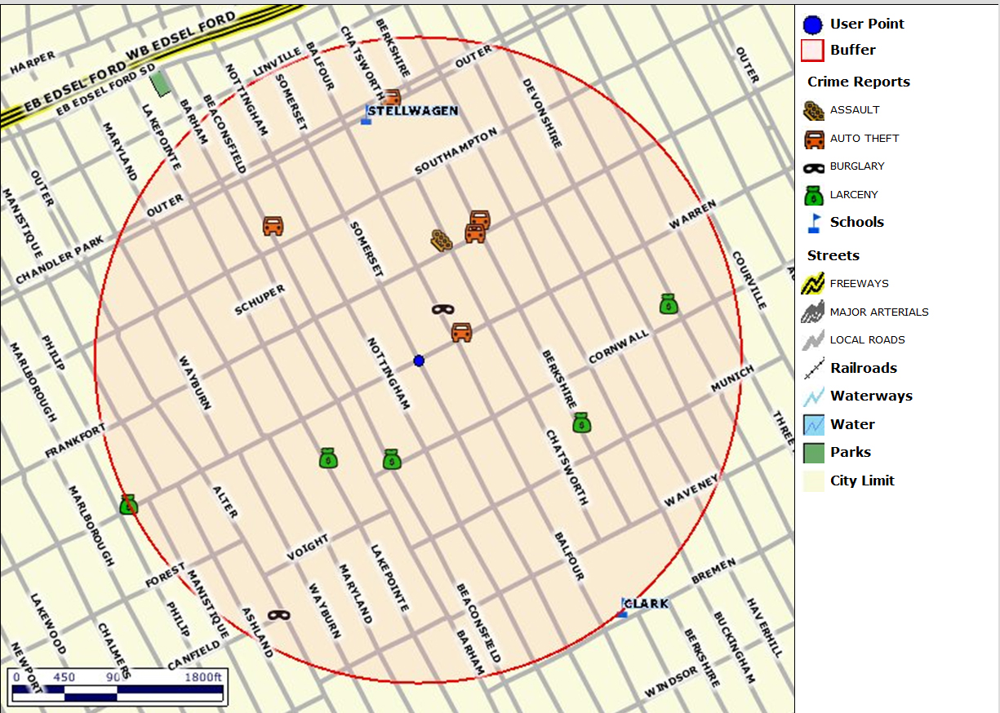 HARPER
EB EDSEL FORD WB EDSEL FORD
EB EDSEL FORD SD
LINVILLE
BALFOUR
CHATSWORTH
BERKSHIRE
OUTER
OUTER
NOTTINGHAM
SOMERSET
DEVONSHIRE
BEACONSFIELD
BARHAM
LAKEPOINTE
MARYLAND
STELLWAGEN
SOUTHAMPTON
OUTER
MANISTIQUE
OUTER
WARREN
CHANDLER PARK
SOMERSET
COURVILLE
SCHUPER
PHILIP
MARLBOROUGH
WAYBURN
NOTTINGHAM
BERKSHIRE
CORNWALL
MUNICH
FRANKFORT
THREE
CHATSWORTH
MARLBOROUGH
ALTER
WAVENEY
VOIGHT
FOREST
MANISTIQUE
MARYLAND
LAKEPOINTE
BALFOUR
BREMEN
LAKEWOOD
PHILIP
ASHLAND
WAYBURN
BEACONSFIELD
BARHAM
CLARK
HAVERHILL
BUCKINGHAM
BERKSHIRE
WINDSOR
NEWPORT
CHALMERS
CANFIELD
0 450 900 1800ft
User Point
Buffer
Crime Reports
ASSAULT
AUTO THEFT
BURGLARY
LARCENY
Schools
Streets
FREEWAYS
MAJOR ARTERIALS
LOCAL ROADS
Railroads
Waterways
Water
Parks
City Limit